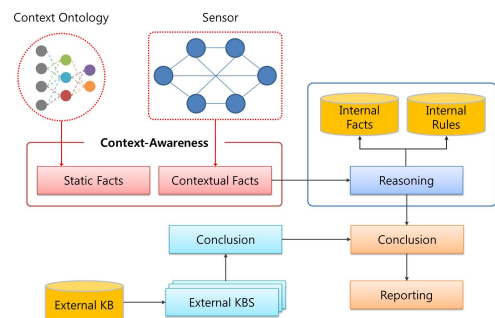 Context Ontology
Sensor
Internal
Facts
Internal
Rules
Context-Awareness
Static Facts
Contextual Facts
Reasoning
Conclusion
Conclusion
External KB
External KBS
Reporting